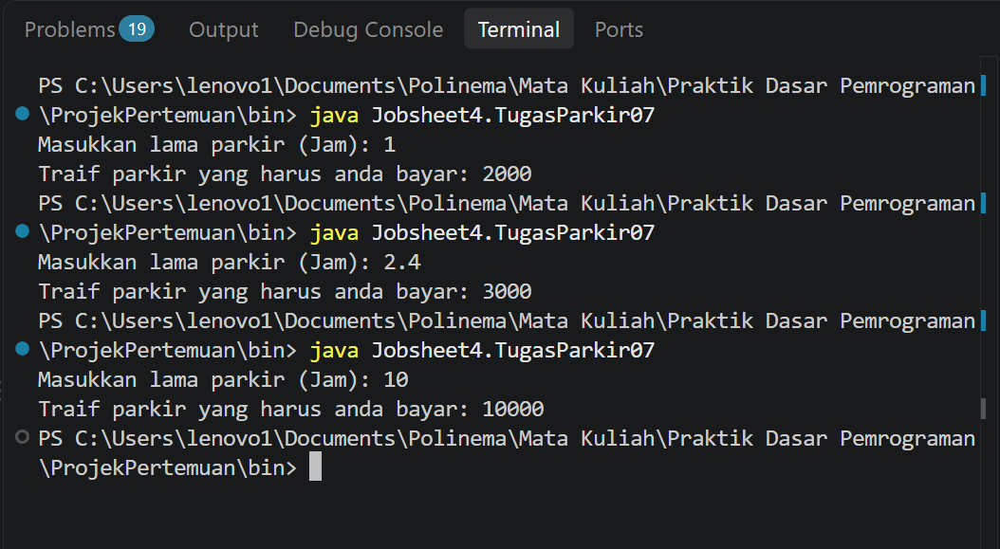 Problems 19 Output Debug Console Terminal Ports
PS C:\Users\lenovo1\Documents\Polinema\Mata Kuliah\Praktik Dasar Pemrograman
\ProjekPertemuan\bin> java Jobsheet4.TugasParkir07
Masukkan lama parkir (Jam): 1
Traif parkir yang harus anda bayar: 2000
PS C:\Users\lenovo1\Documents\Polinema\Mata Kuliah\Praktik Dasar Pemrograman
\ProjekPertemuan\bin> java Jobsheet4.TugasParkir07
Masukkan lama parkir (Jam): 2.4
Traif parkir yang harus anda bayar: 3000
PS C:\Users\lenovo1\Documents\Polinema\Mata Kuliah\Praktik Dasar Pemrograman
\ProjekPertemuan\bin> java Jobsheet4.TugasParkir07
Masukkan lama parkir (Jam): 10
Traif parkir yang harus anda bayar: 10000
PS C:\Users\lenovo1\Documents\Polinema\Mata Kuliah\Praktik Dasar Pemrograman
\ProjekPertemuan\bin>